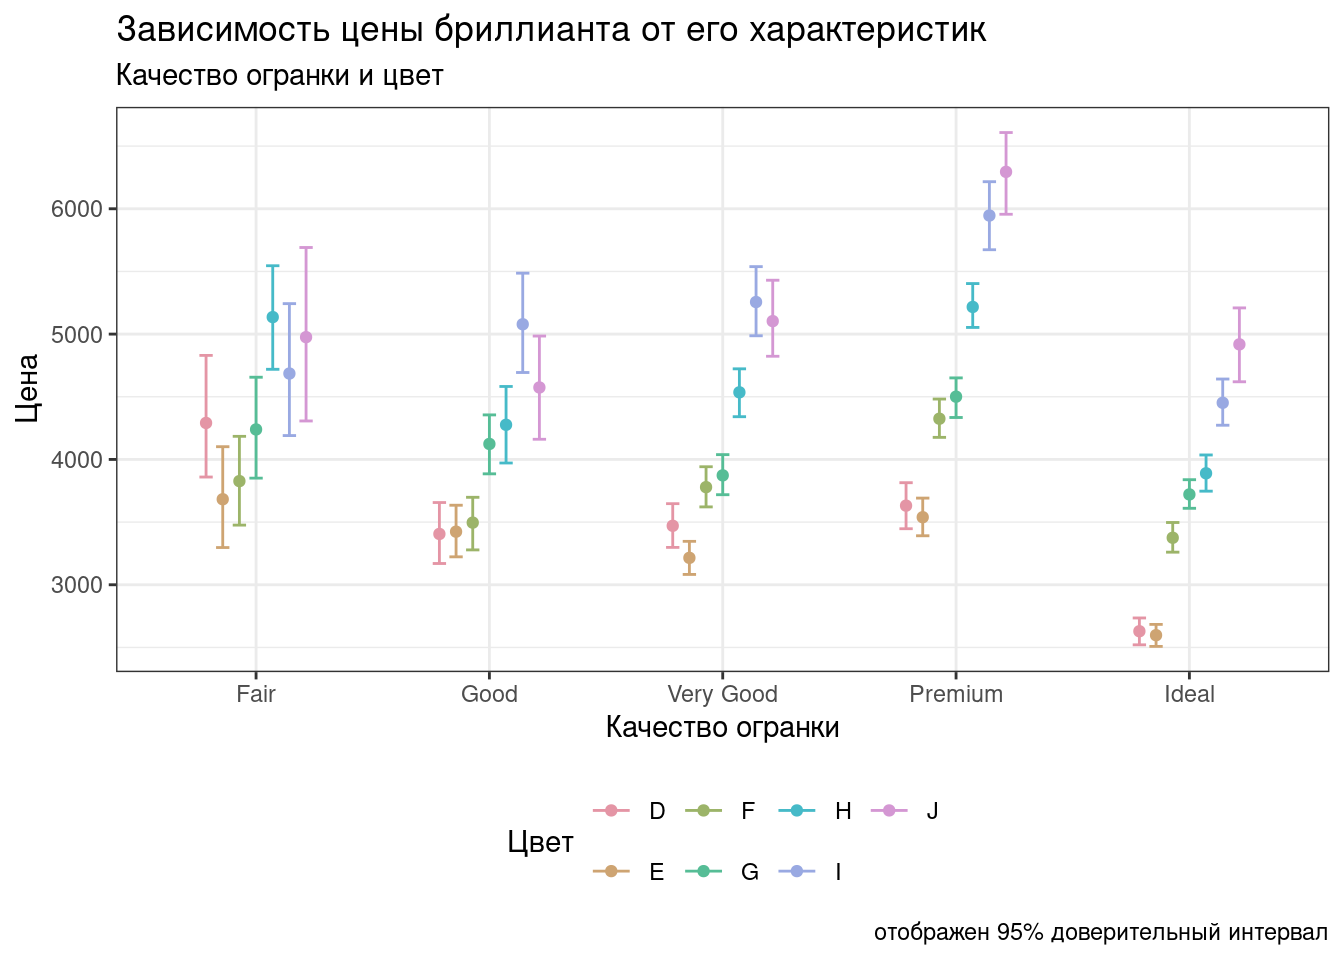 Зависимость цены бриллианта от его характеристик
Качество огранки и цвет
Цена
6000
5000
4000
3000
Fair Good Very Good Premium Ideal
Качество огранки
Цвет
D F H J
E G I
отображен 95% доверительный интервал